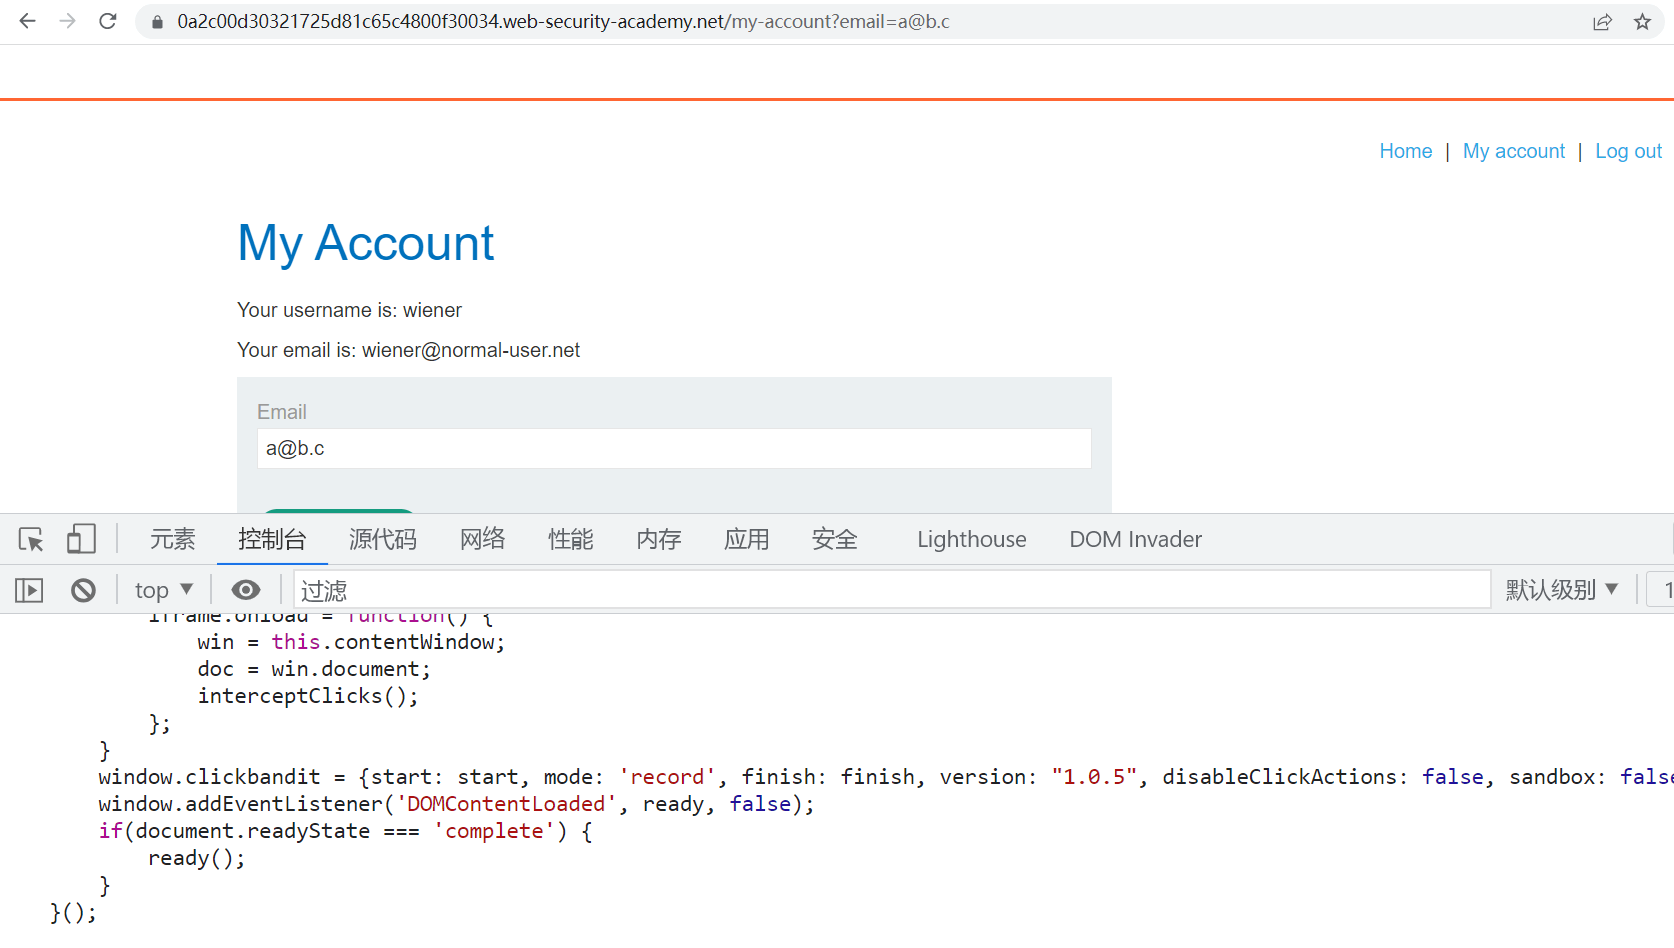 0a2c00d30321725d81c65c4800f30034.web-security-academy.net/my-account?email=a@b.c
Home | My account | Log out
My Account
Your username is: wiener
Your email is: wiener@normal-user.net
Email
a@b.c
元素 控制台 源代码 网络 性能 内存 应用 安全 Lighthouse DOM Invader
top ▼ 过滤 默认级别 ▼ 1
iframe.onload = function() {
win = this.contentWindow;
doc = win.document;
interceptClicks();
};
}
window.clickbandit = {start: start, mode: 'record', finish: finish, version: "1.0.5", disableClickActions: false, sandbox: false
window.addEventListener('DOMContentLoaded', ready, false);
if(document.readyState === 'complete') {
ready();
}
}();